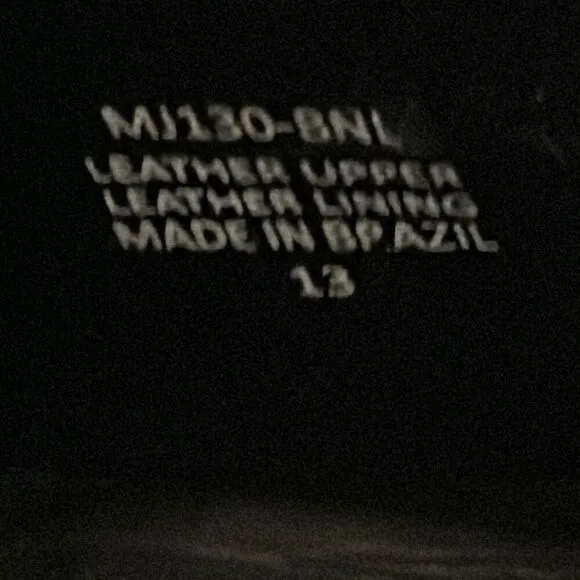 MJ130-BNL
LEATHER UPPER
LEATHER LINING
MADE IN BRAZIL
13